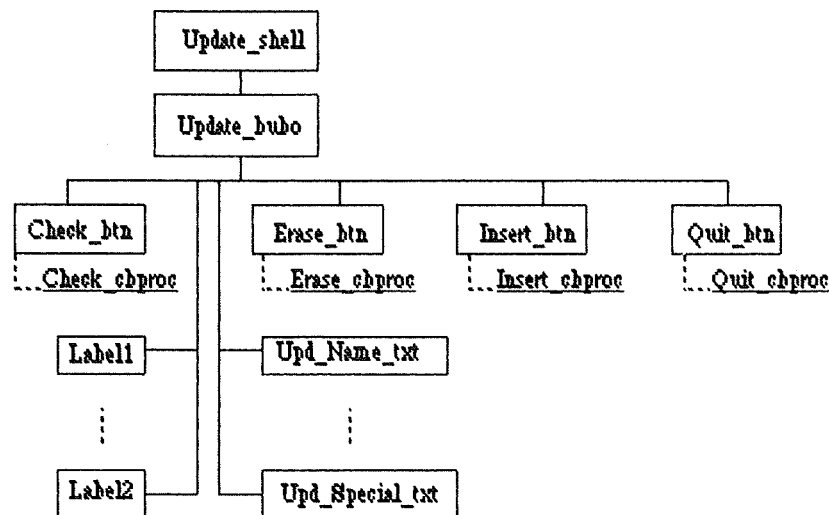 Update_shell
Update_bubo
Check_btn
Erase_btn
Insert_btn
Quit_btn
Check_cbproc
Erase_cbproc
Insert_cbproc
Quit_cbproc
Label1
Upd_Name_txt
Label2
Upd_Special_txt